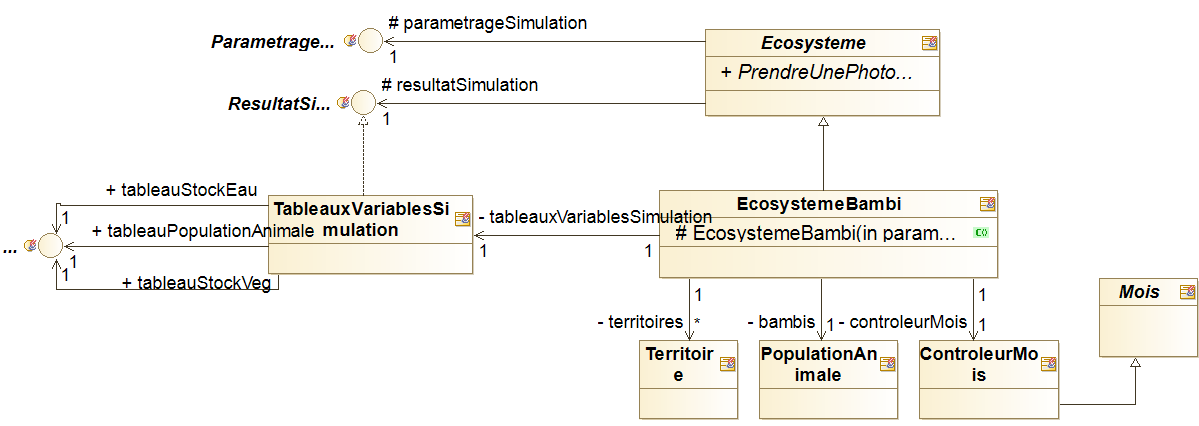 # parametrageSimulation
Parametrage...
1
Ecosysteme
+ PrendreUnePhoto...
# resultatSimulation
ResultatSi...
1
+ tableauStockEau
1
+ tableauPopulationAnimale
...
1
1
+ tableauStockVeg
TableauxVariablesSi
mulation
- tableauxVariablesSimulation
1
1
EcosystemeBambi
# EcosystemeBambi(in param...
1
1
- territoires
*
- bambis
1
- controleurMois
1
Territoir
e
PopulationAn
imale
ControleurMo
is
Mois